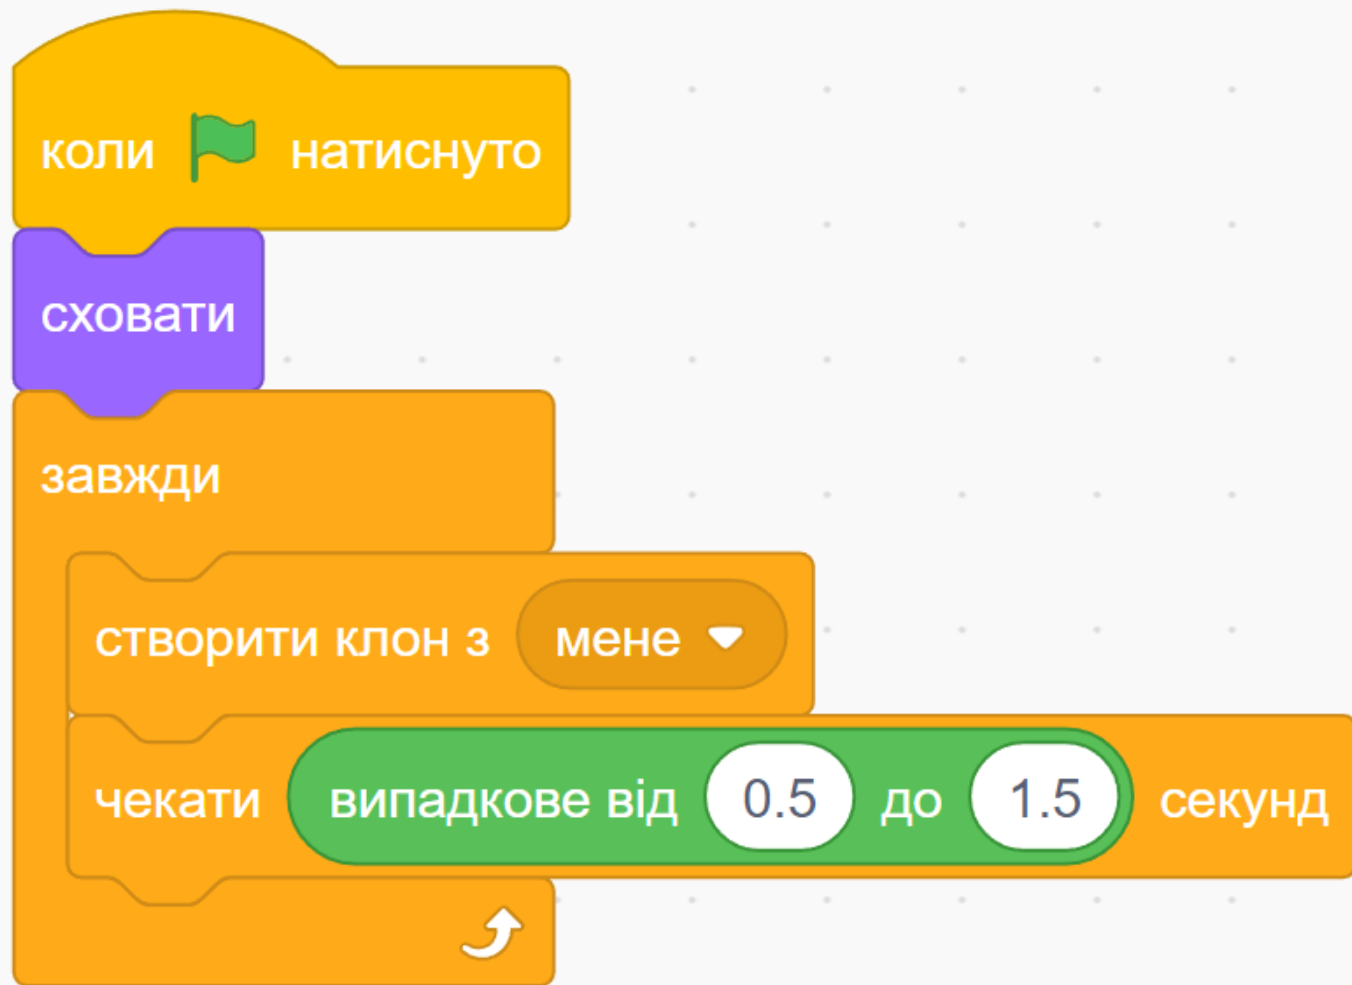 коли натиснуто
сховати
завжди
створити клон з мене
чекати випадкове від 0.5 до 1.5 секунд